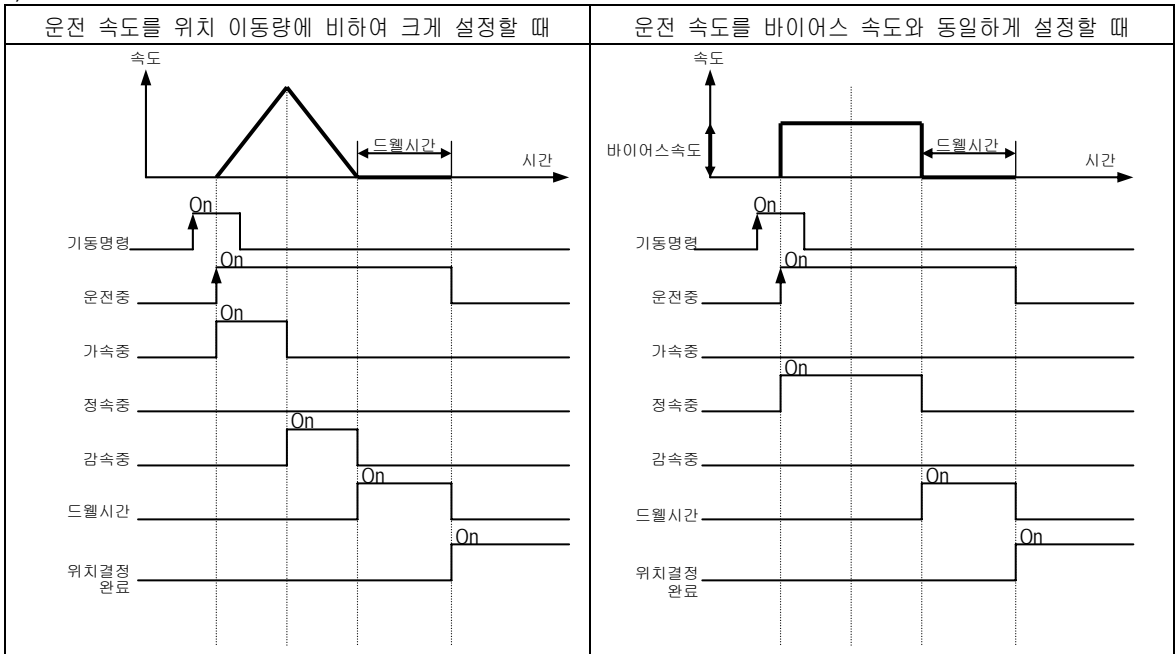 운전 속도를 위치 이동량에 비하여 크게 설정할 때
속도
드웰시간
시간
On
기동명령
On
운전중
On
가속중
정속중
On
감속중
On
드웰시간
On
위치결정
완료
운전 속도를 바이어스 속도와 동일하게 설정할 때
속도
바이어스속도
드웰시간
시간
On
기동명령
On
운전중
가속중
On
정속중
감속중
On
드웰시간
On
위치결정
완료